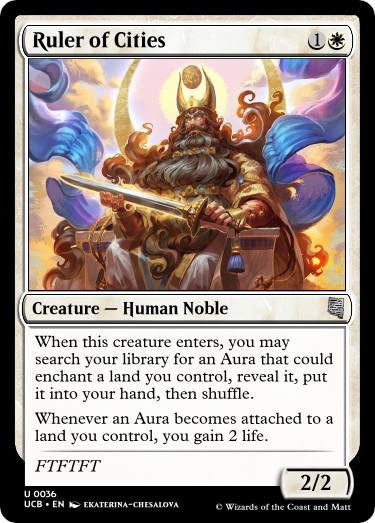 Ruler of Cities 1
Creature — Human Noble
When this creature enters, you may
search your library for an Aura that could
enchant a land you control, reveal it, put
it into your hand, then shuffle.
Whenever an Aura becomes attached to a
land you control, you gain 2 life.
FTFTFT
2/2
U 0036
UCB • EN EKATERINA-CHESALOVA
© Wizards of the Coast and Matt